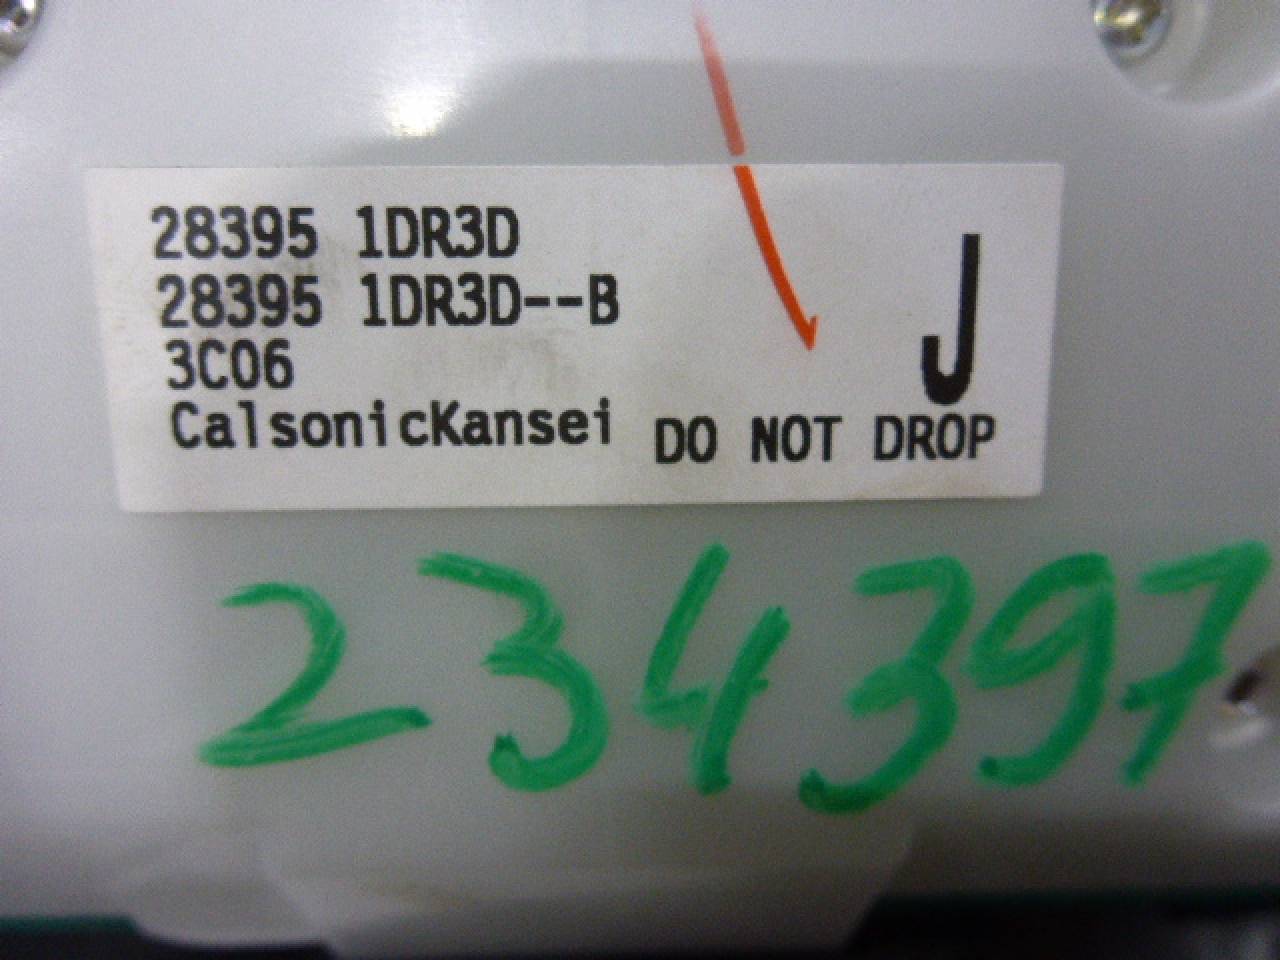 28395 1DR3D
28395 1DR3D--B
3C06
CalsonicKansei
J
DO NOT DROP
234397